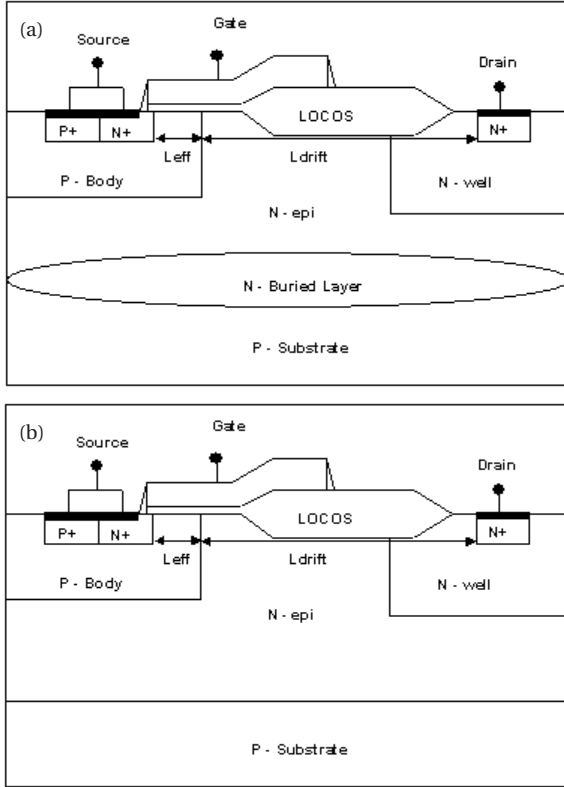 (a)
Gate
Source
Drain
LOCOS
P+ N+
N+
Leff
Ldrift
P - Body
N - well
N - epi
N - Buried Layer
P - Substrate
(b)
Gate
Source
Drain
LOCOS
P+ N+
N+
Leff
Ldrift
P - Body
N - well
N - epi
P - Substrate